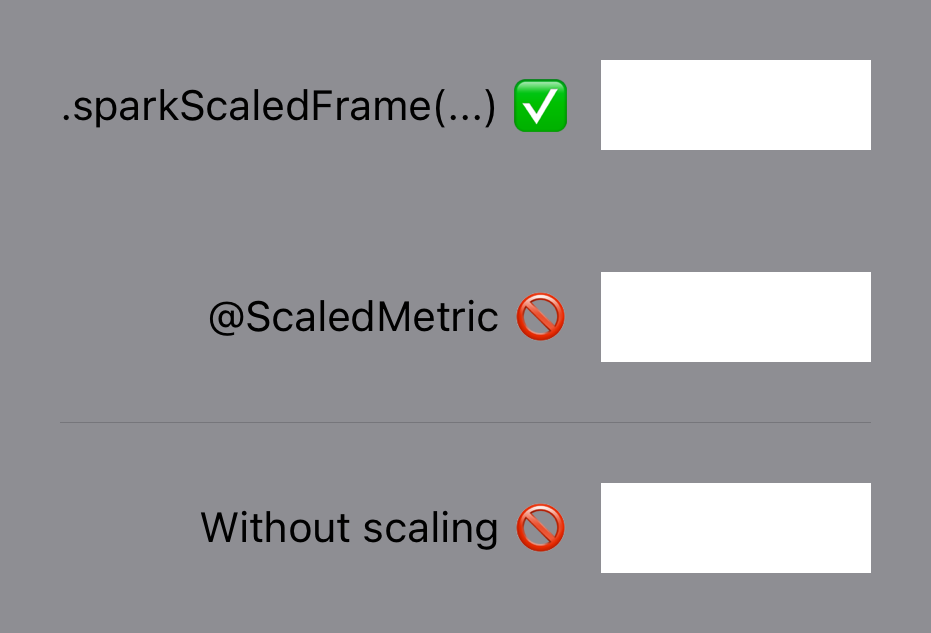 .sparkScaledFrame(...) ✅
@ScaledMetric 🚫
Without scaling 🚫